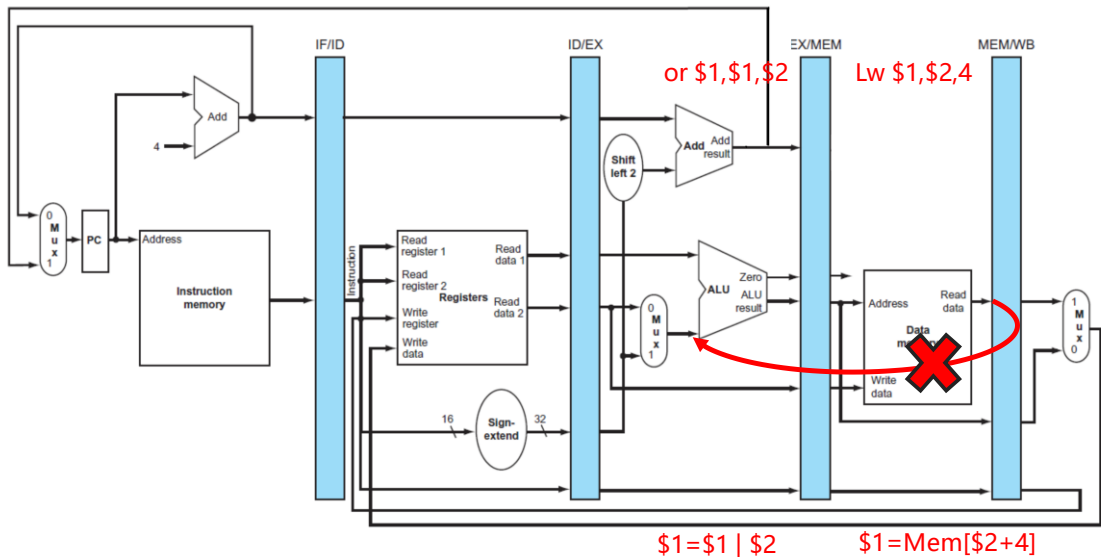 IF/ID
ID/EX
EX/MEM
MEM/WB
or $1,$1,$2
Lw $1,$2,4
Add
4
Shift
left 2
Add
Add
result
0
M
u
x
1
PC
Address
Instruction
memory
Instruction
Read
register 1
Read
register 2
Registers
Write
register
Write
data
Read
data 1
Read
data 2
0
M
u
x
1
Zero
ALU
ALU
result
Address
Read
data
Data
Write
data
1
M
u
x
0
16
Sign-
extend
32
$1=$1 | $2
$1=Mem[$2+4]